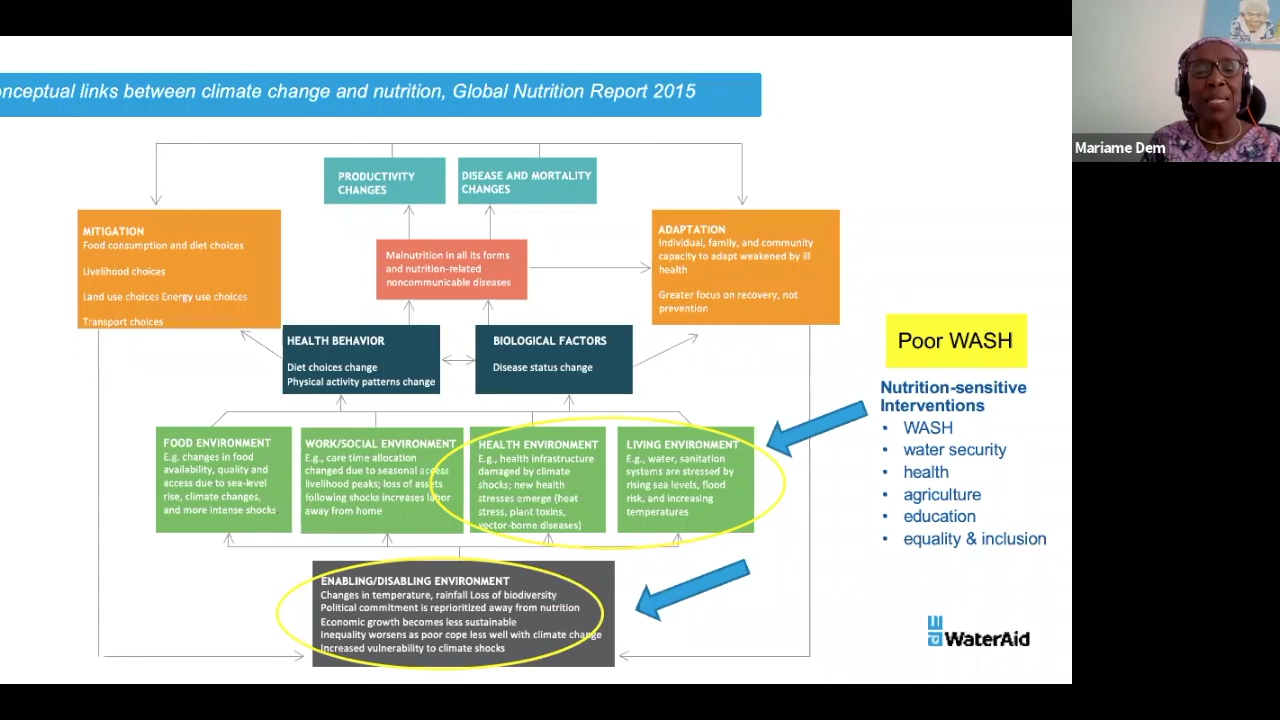 onceptual links between climate change and nutrition, Global Nutrition Report 2015
Mariame Dem
PRODUCTIVITY
CHANGES
DISEASE AND MORTALITY
CHANGES
MITIGATION
Food consumption and diet choices
Livelihood choices
Land use choices Energy use choices
Transport choices
Malnutrition in all its forms
and nutrition-related
noncommunicable diseases
ADAPTATION
Individual, family, and community
capacity to adapt weakened by ill
health
Greater focus on recovery, not
prevention
HEALTH BEHAVIOR
Diet choices change
Physical activity patterns change
BIOLOGICAL FACTORS
Disease status change
Poor WASH
Nutrition-sensitive
Interventions
• WASH
• water security
• health
• agriculture
• education
• equality & inclusion
FOOD ENVIRONMENT
E.g. changes in food
availability, quality and
access due to sea-level
rise, climate changes,
and more intense shocks
WORK/SOCIAL ENVIRONMENT
E.g., care time allocation
changed due to seasonal access
livelihood peaks; loss of assets
following shocks increases labor
away from home
HEALTH ENVIRONMENT
E.g., health infrastructure
damaged by climate
shocks; new health
stresses emerge (heat
stress, plant toxins,
vector-borne diseases)
LIVING ENVIRONMENT
E.g., water, sanitation
systems are stressed by
rising sea levels, flood
risk, and increasing
temperatures
ENABLING/DISABLING ENVIRONMENT
Changes in temperature, rainfall Loss of biodiversity
Political commitment is reprioritized away from nutrition
Economic growth becomes less sustainable
Inequality worsens as poor cope less well with climate change
Increased vulnerability to climate shocks
WaterAid